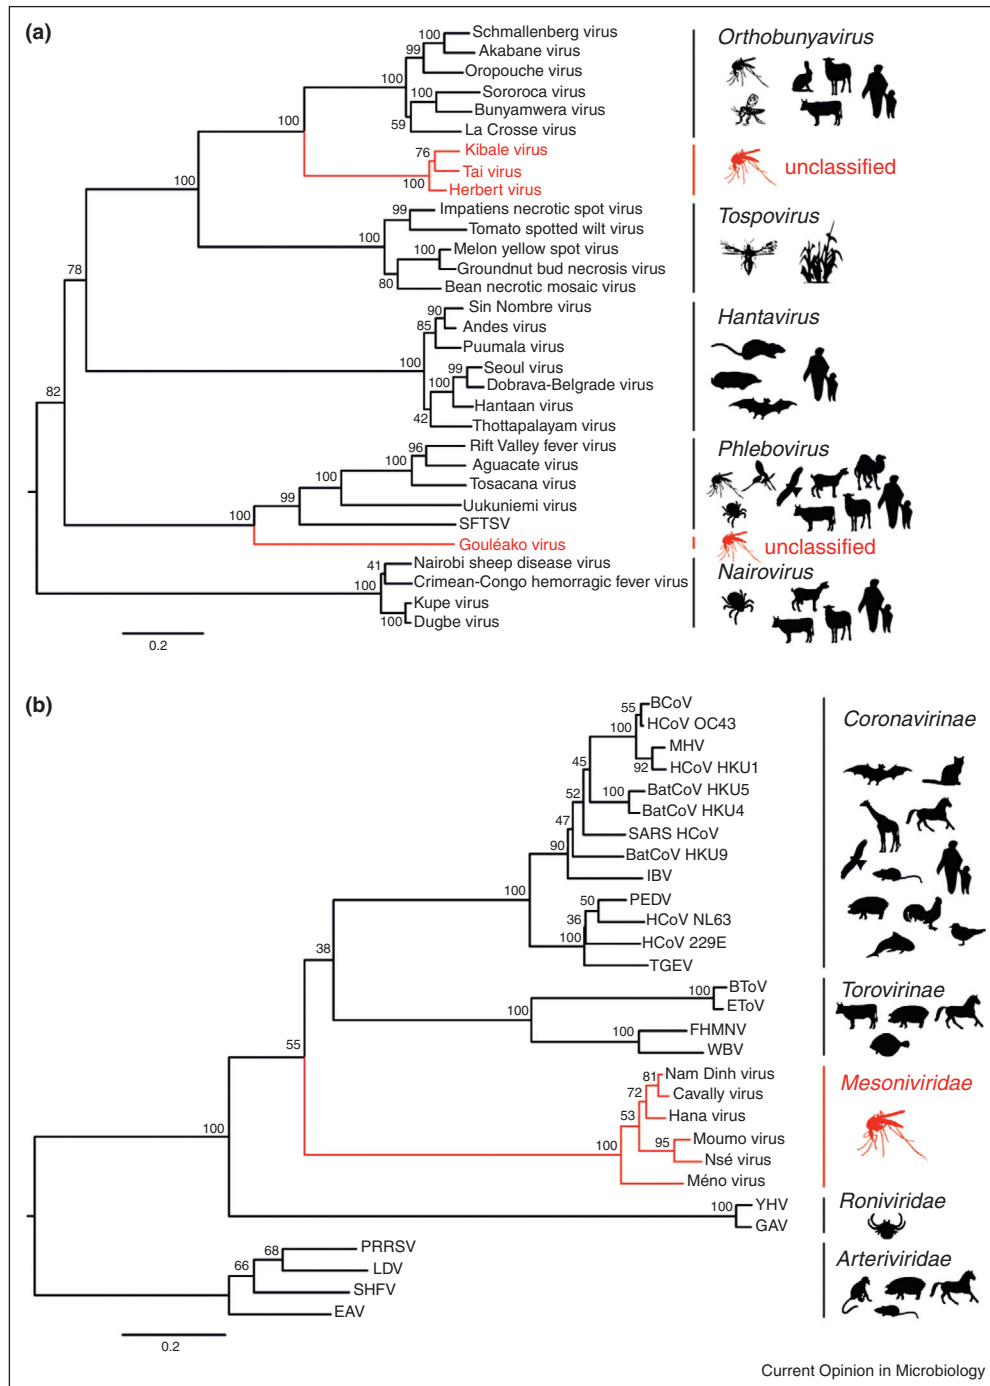 (a)
100
Schmallenberg virus
Orthobunyavirus
99
Akabane virus
Oropouche virus
100
100
Sororoca virus
Bunyamwera virus
100
59
La Crosse virus
76
Kibale virus
unclassified
Tai virus
100
Herbert virus
100
99
Impatiens necrotic spot virus
Tospovirus
Tomato spotted wilt virus
100
100
Melon yellow spot virus
Groundnut bud necrosis virus
78
80
Bean necrotic mosaic virus
90
Sin Nombre virus
Hantavirus
85
Andes virus
Puumala virus
100
99
Seoul virus
100
Dobrava-Belgrade virus
82
Hantaan virus
42
Thottapalayam virus
96
Rift Valley fever virus
Phlebovirus
100
Aguacate virus
100
Tosacana virus
99
Uukuniemi virus
100
SFTSV
Gouléako virus
unclassified
41
Nairobi sheep disease virus
Nairovirus
100
Crimean-Congo hemorragic fever virus
Kupe virus
100
Dugbe virus
0.2
(b)
55
BCoV
Coronavirinae
100
HCoV OC43
MHV
45
92
HCoV HKU1
52
100
BatCoV HKU5
BatCoV HKU4
47
SARS HCoV
90
BatCoV HKU9
IBV
100
50
PEDV
36
HCoV NL63
100
HCoV 229E
38
TGEV
100
BToV
Torovirinae
EToV
100
100
FHMNV
55
WBV
81
Nam Dinh virus
Mesoniviridae
72
Cavally virus
53
Hana virus
100
95
Moumo virus
100
Nsé virus
Méno virus
100
YHV
Roniviridae
GAV
68
PRRSV
Arteriviridae
66
LDV
SHFV
EAV
0.2
Current Opinion in Microbiology